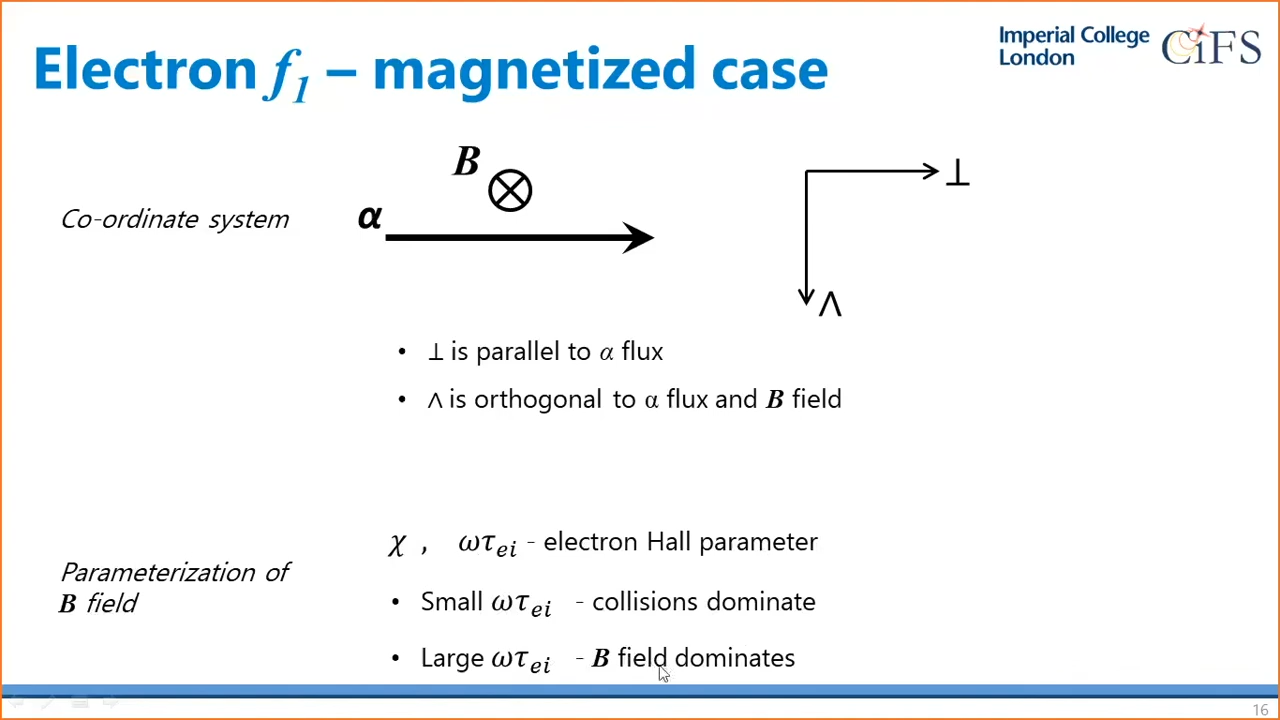 Imperial College
London
CIFS
Electron f₁ – magnetized case
B
⊥
Co-ordinate system
α
∧
• ⊥ is parallel to α flux
• ∧ is orthogonal to α flux and B field
χ , ωτₑᵢ - electron Hall parameter
Parameterization of
B field
• Small ωτₑᵢ - collisions dominate
• Large ωτₑᵢ - B field dominates
16